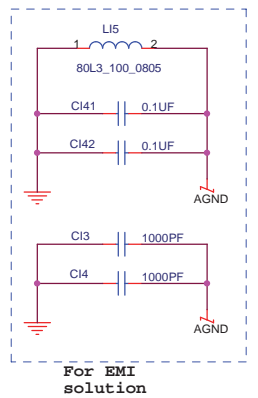 LI5
1 2
80L3_100_0805
CI41 0.1UF
CI42 0.1UF
AGND
CI3 1000PF
CI4 1000PF
AGND
For EMI
solution